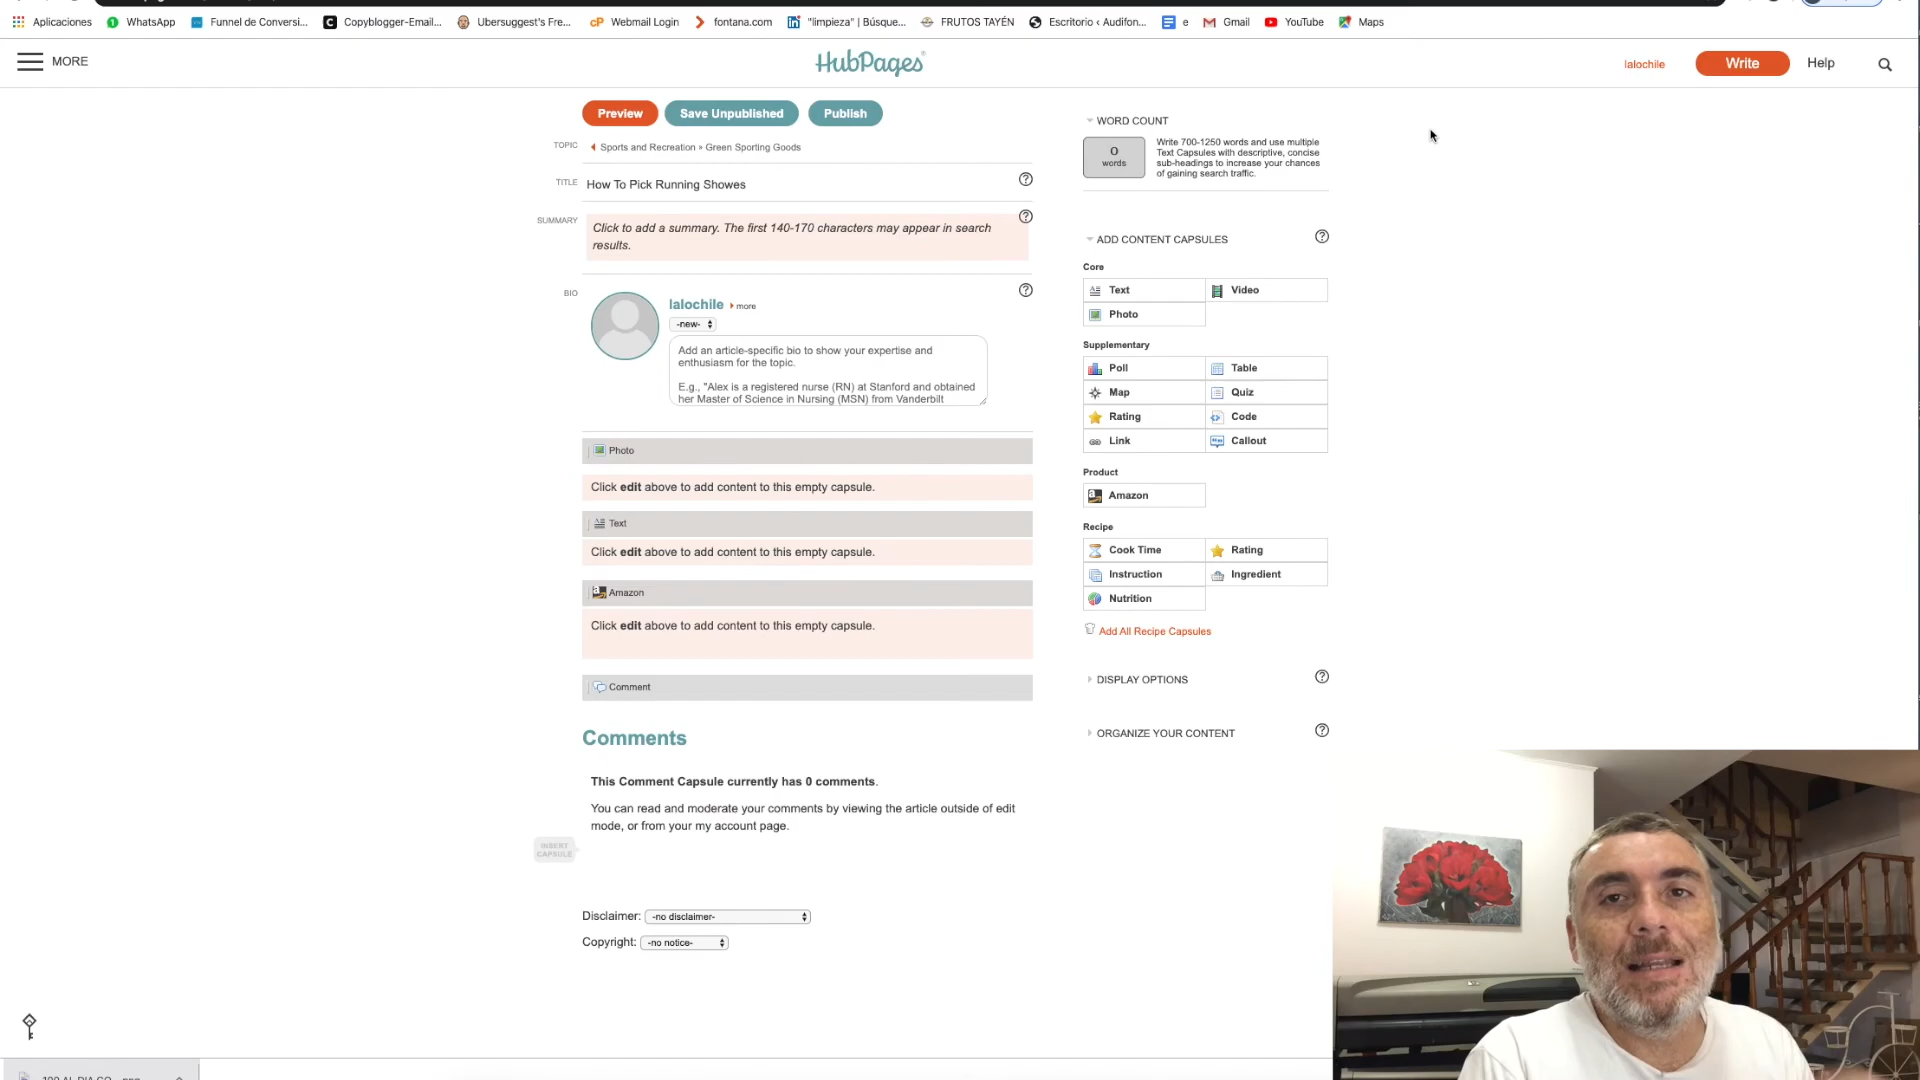 Aplicaciones WhatsApp Funnel de Conversi... Copyblogger-Email... Ubersuggest's Fre... Webmail Login fontana.com "limpieza" | Búsque... FRUTOS TAYÉN Escritorio ‹ Audifon... e Gmail YouTube Maps
MORE HubPages lalochile Write Help
Preview Save Unpublished Publish
TOPIC Sports and Recreation » Green Sporting Goods
TITLE How To Pick Running Showes
SUMMARY Click to add a summary. The first 140-170 characters may appear in search
results.
BIO lalochile more
-new-
Add an article-specific bio to show your expertise and
enthusiasm for the topic.
E.g., "Alex is a registered nurse (RN) at Stanford and obtained
her Master of Science in Nursing (MSN) from Vanderbilt
Photo
Click edit above to add content to this empty capsule.
Text
Click edit above to add content to this empty capsule.
Amazon
Click edit above to add content to this empty capsule.
Comment
Comments
This Comment Capsule currently has 0 comments.
You can read and moderate your comments by viewing the article outside of edit
mode, or from your my account page.
INSERT
CAPSULE
Disclaimer: -no disclaimer-
Copyright: -no notice-
WORD COUNT
0
words
Write 700-1250 words and use multiple
Text Capsules with descriptive, concise
sub-headings to increase your chances
of gaining search traffic.
ADD CONTENT CAPSULES
Core
Text Video
Photo
Supplementary
Poll Table
Map Quiz
Rating Code
Link Callout
Product
Amazon
Recipe
Cook Time Rating
Instruction Ingredient
Nutrition
Add All Recipe Capsules
DISPLAY OPTIONS
ORGANIZE YOUR CONTENT